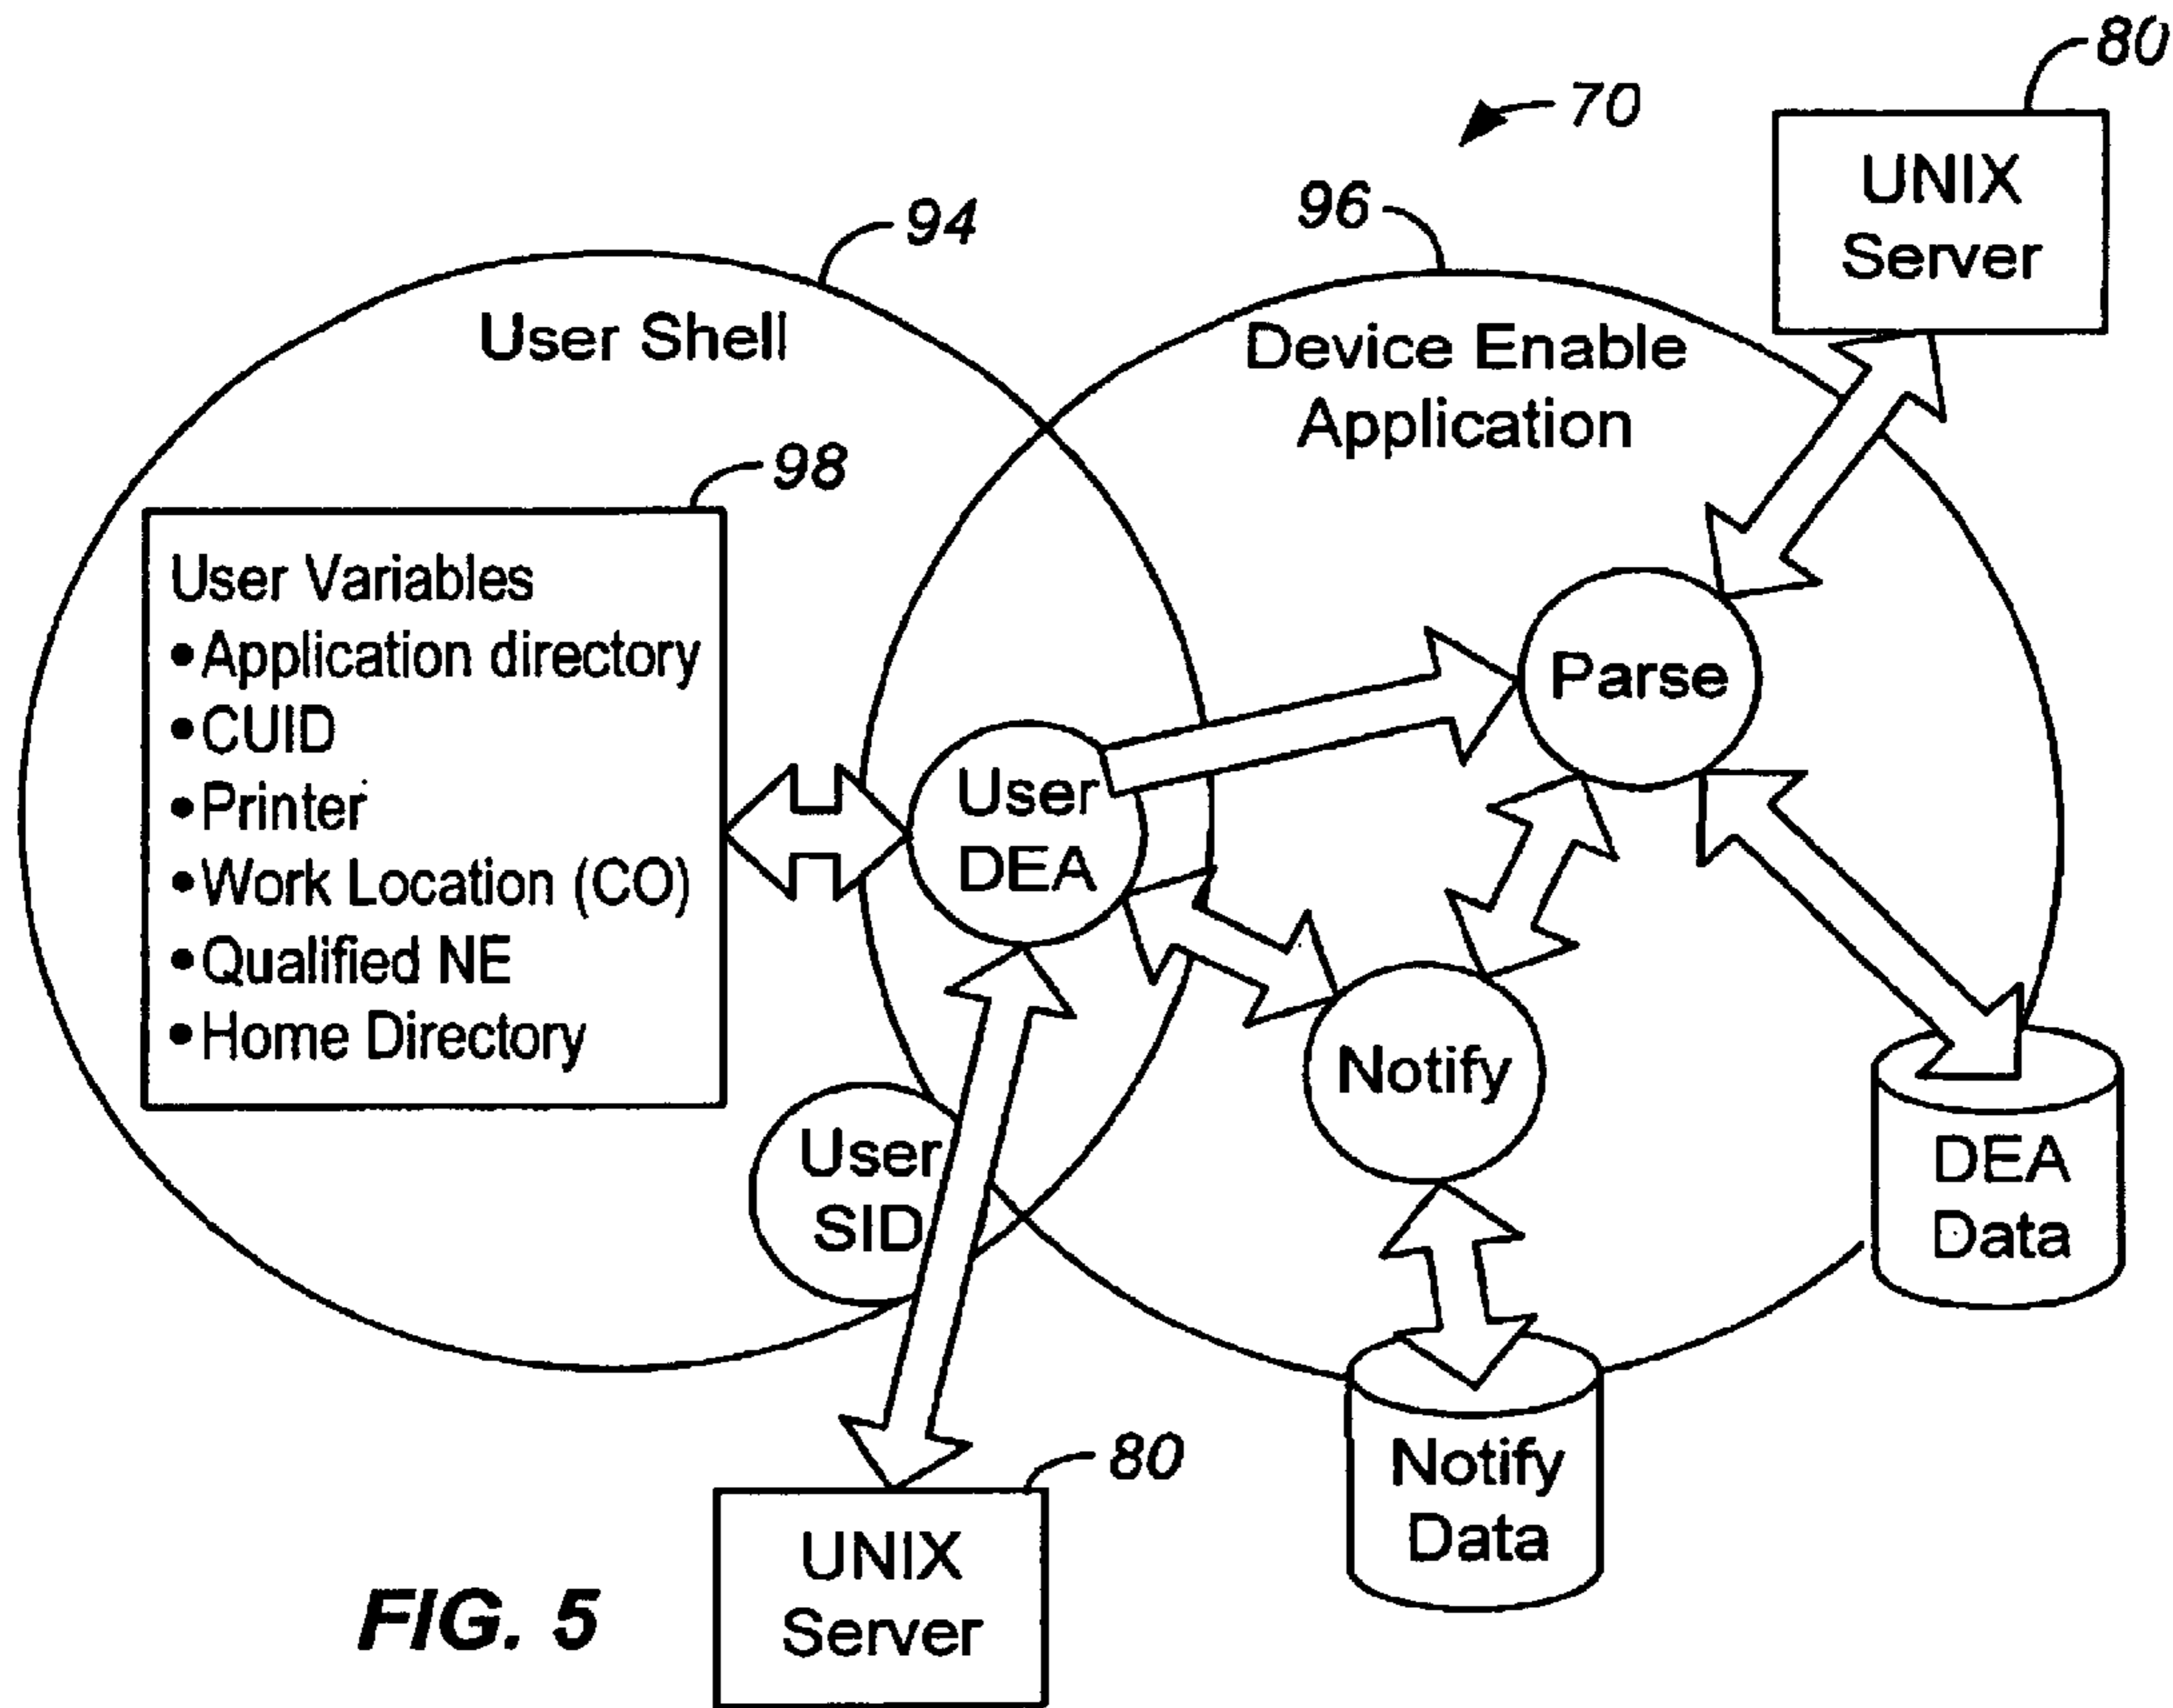 80
70
UNIX
Server
94
96
User Shell
Device Enable
Application
98
User Variables
•Application directory
•CUID
•Printer
•Work Location (CO)
•Qualified NE
•Home Directory
Parse
User
DEA
Notify
User
SID
DEA
Data
80
Notify
Data
UNIX
Server
FIG. 5